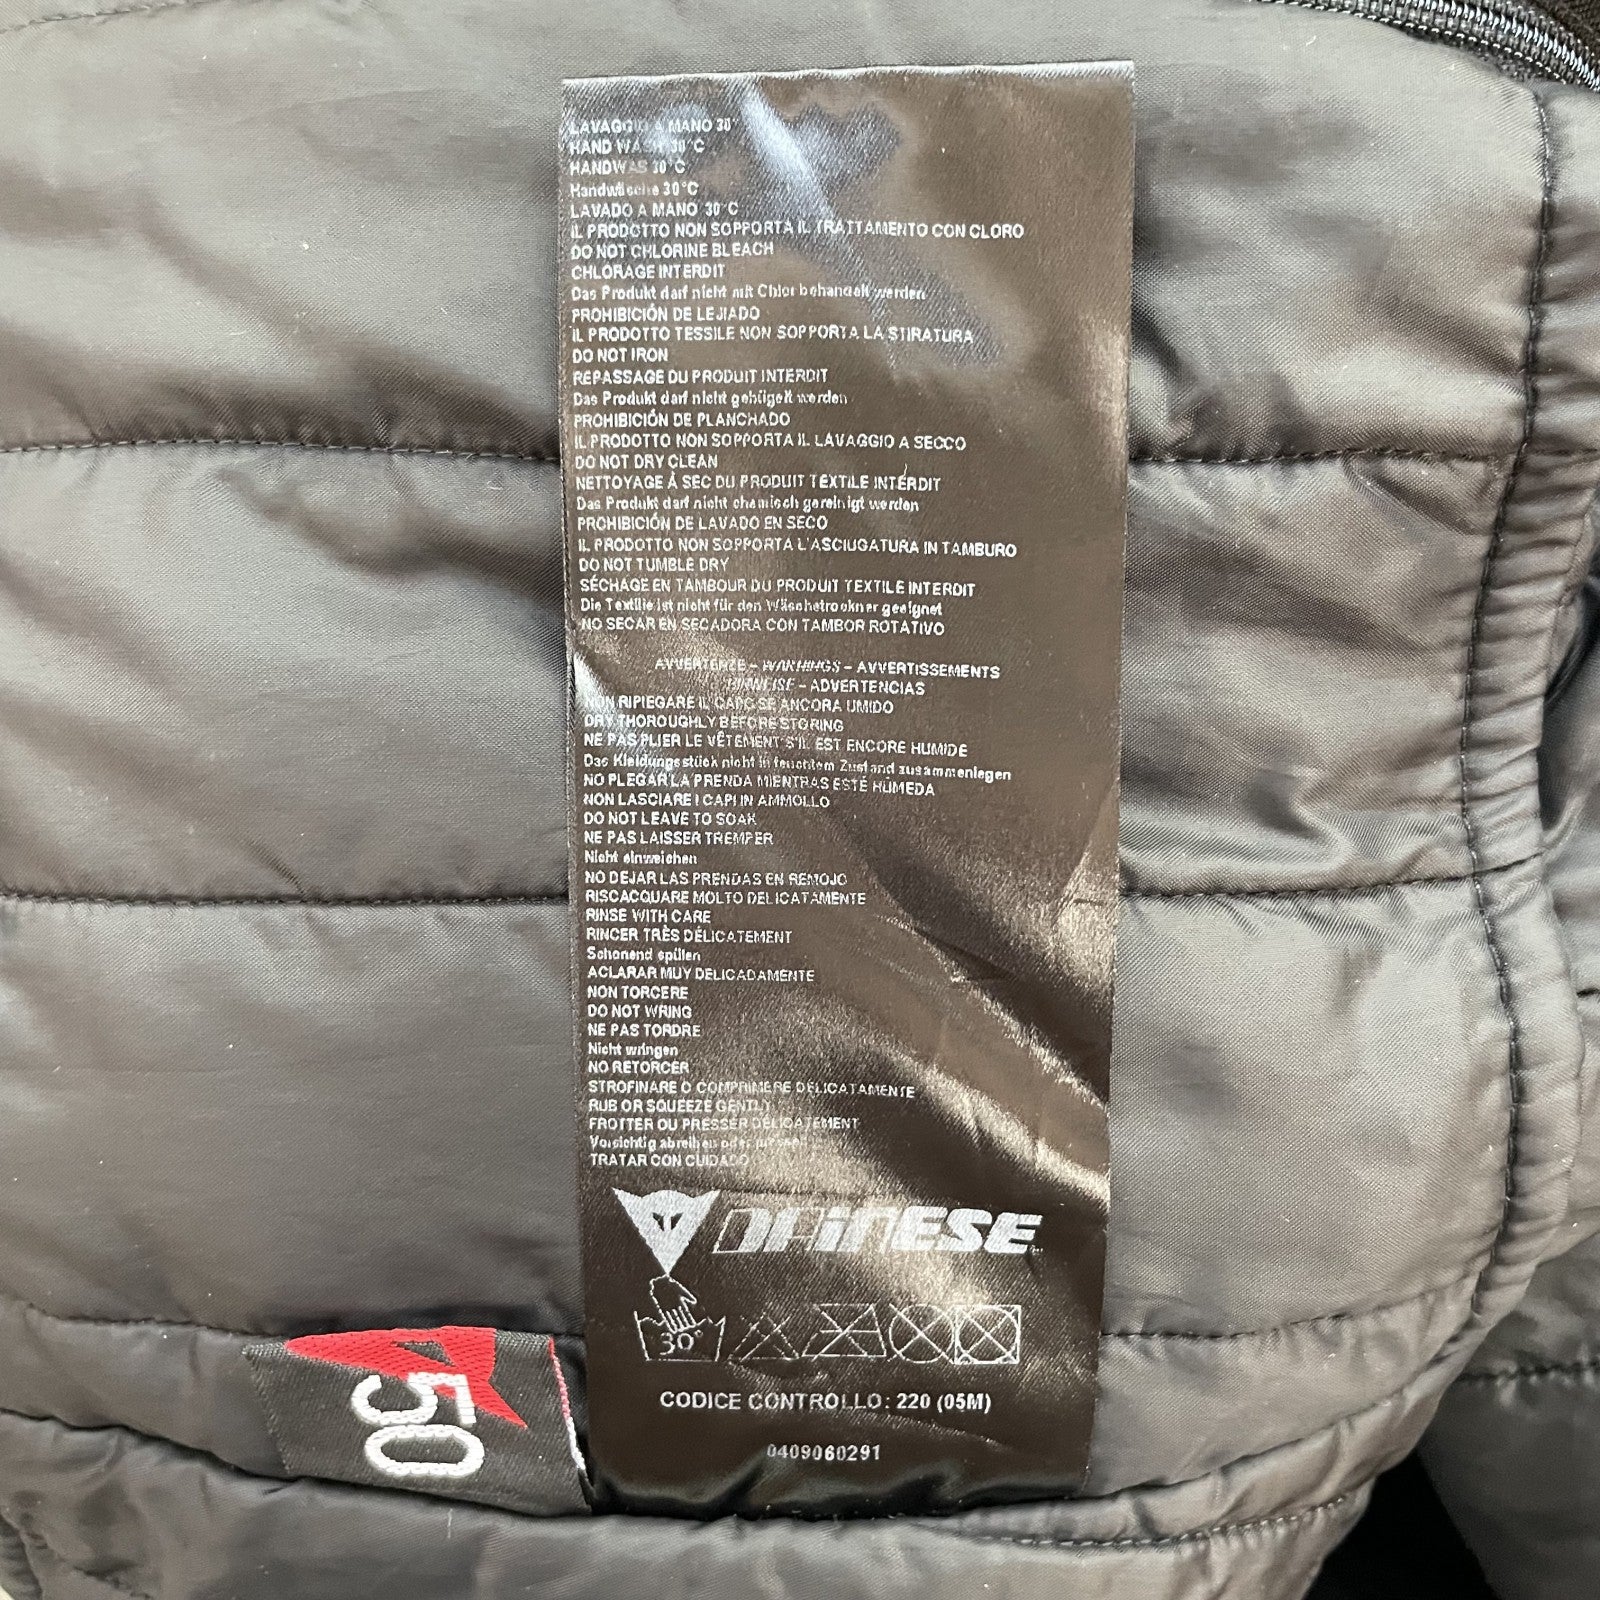 LAVAGGIO A MANO 30°
HAND WASH 30°C
HANDWAS 30°C
Handwäsche 30°C
LAVADO A MANO 30°C
IL PRODOTTO NON SOPPORTA IL TRATTAMENTO CON CLORO
DO NOT CHLORINE BLEACH
CHLORAGE INTERDIT
Das Produkt darf nicht mit Chlor behandelt werden
PROHIBICIÓN DE LEJIADO
IL PRODOTTO TESSILE NON SOPPORTA LA STIRATURA
DO NOT IRON
REPASSAGE DU PRODUIT INTERDIT
Das Produkt darf nicht gebügelt werden
PROHIBICIÓN DE PLANCHADO
IL PRODOTTO NON SOPPORTA IL LAVAGGIO A SECCO
DO NOT DRY CLEAN
NETTOYAGE Á SEC DU PRODUIT TEXTILE INTERDIT
Das Produkt darf nicht chemisch gereinigt werden
PROHIBICIÓN DE LAVADO EN SECO
IL PRODOTTO NON SOPPORTA L'ASCIUGATURA IN TAMBURO
DO NOT TUMBLE DRY
SÉCHAGE EN TAMBOUR DU PRODUIT TEXTILE INTERDIT
Die Textilie ist nicht für den Wäschetrockner geeignet
NO SECAR EN SECADORA CON TAMBOR ROTATIVO
AVVERTENZE - WARNINGS - AVVERTISSEMENTS
HINWEISE - ADVERTENCIAS
NON RIPIEGARE IL CAPO SE ANCORA UMIDO
DRY THOROUGHLY BEFORE STORING
NE PAS PLIER LE VÊTEMENT S'IL EST ENCORE HUMIDE
Das Kleidungsstück nicht in feuchtem Zustand zusammenlegen
NO PLEGAR LA PRENDA MIENTRAS ESTÉ HÚMEDA
NON LASCIARE I CAPI IN AMMOLLO
DO NOT LEAVE TO SOAK
NE PAS LAISSER TREMPER
Nicht einweichen
NO DEJAR LAS PRENDAS EN REMOJO
RISCACQUARE MOLTO DELICATAMENTE
RINSE WITH CARE
RINCER TRÈS DÉLICATEMENT
Schonend spülen
ACLARAR MUY DELICADAMENTE
NON TORCERE
DO NOT WRING
NE PAS TORDRE
Nicht wringen
NO RETORCER
STROFINARE O COMPRIMERE DELICATAMENTE
RUB OR SQUEEZE GENTLY
FROTTER OU PRESSER DÉLICATEMENT
Vorsichtig abreiben oder pressen
TRATAR CON CUIDADO
DAINESE
30°
CODICE CONTROLLO: 220 (05M)
0409060291
50